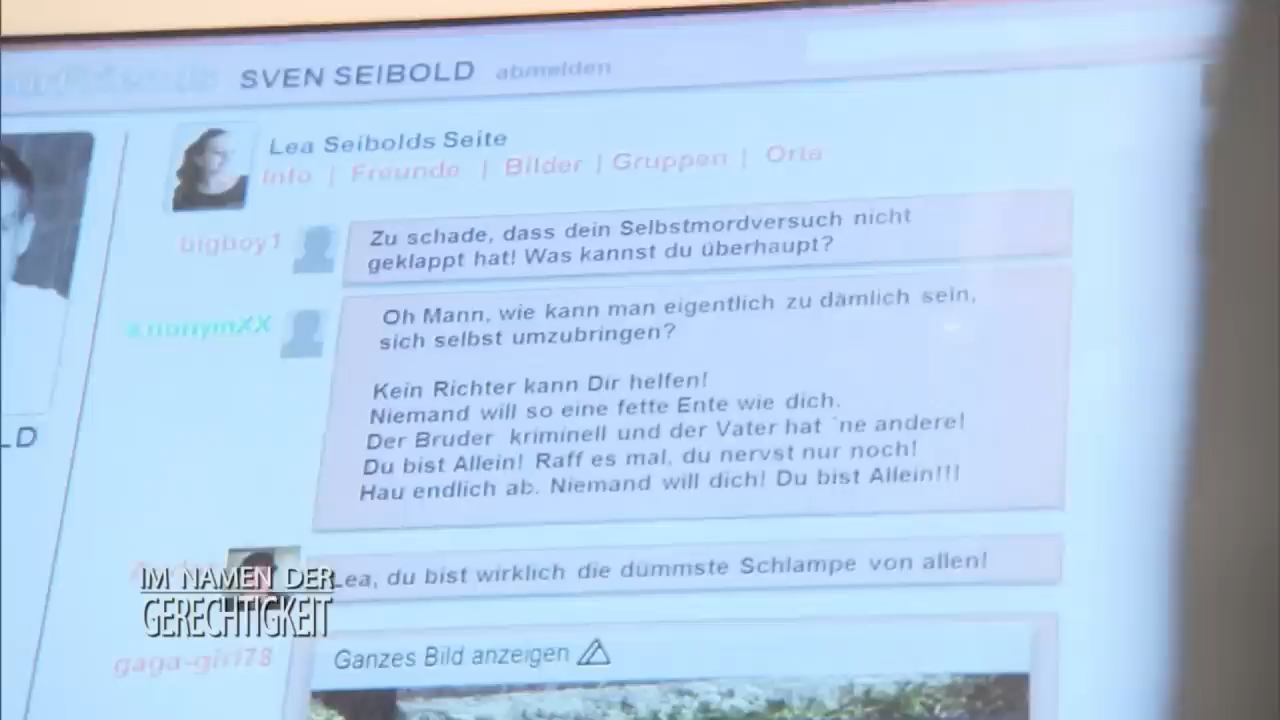 SVEN SEIBOLD abmelden
Lea Seibolds Seite
Info | Freunde | Bilder | Gruppen | Orte
bigboy1
Zu schade, dass dein Selbstmordversuch nicht
geklappt hat! Was kannst du überhaupt?
anonymXX
Oh Mann, wie kann man eigentlich zu dämlich sein,
sich selbst umzubringen?
Kein Richter kann Dir helfen!
Niemand will so eine fette Ente wie dich.
Der Bruder kriminell und der Vater hat ´ne andere!
Du bist Allein! Raff es mal, du nervst nur noch!
Hau endlich ab. Niemand will dich! Du bist Allein!!!
LD
Lea, du bist wirklich die dümmste Schlampe von allen!
IM NAMEN DER
GERECHTIGKEIT
gaga-girl78
Ganzes Bild anzeigen